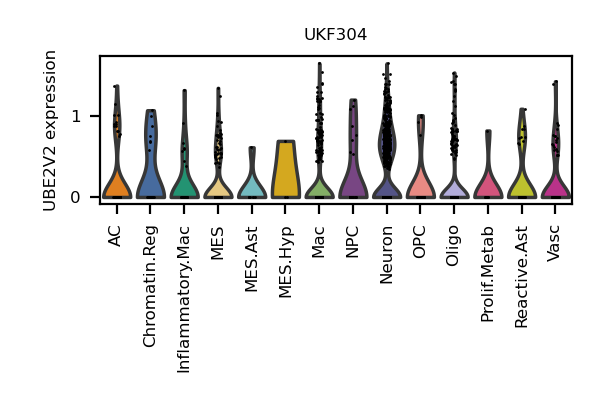 UKF304
UBE2V2 expression
1
0
AC
Chromatin.Reg
Inflammatory.Mac
MES
MES.Ast
MES.Hyp
Mac
NPC
Neuron
OPC
Oligo
Prolif.Metab
Reactive.Ast
Vasc